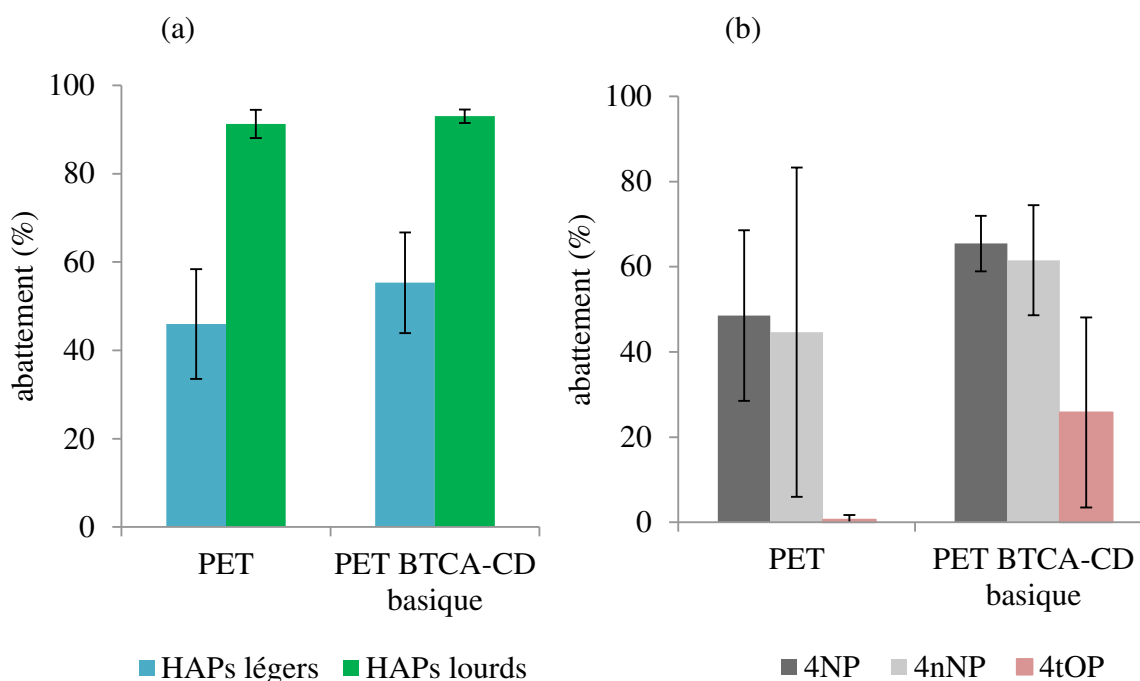 (a)
abattement (%)
100
80
60
40
20
0
PET
PET BTCA-CD
basique
HAPs légers
HAPs lourds
(b)
abattement (%)
100
80
60
40
20
0
PET
PET BTCA-CD
basique
4NP
4nNP
4tOP